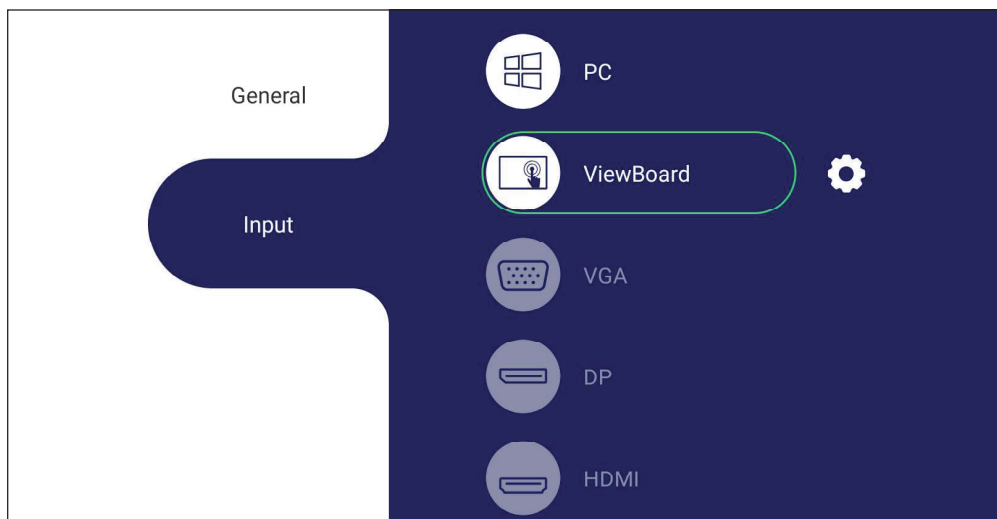 General
Input
PC
ViewBoard
VGA
DP
HDMI